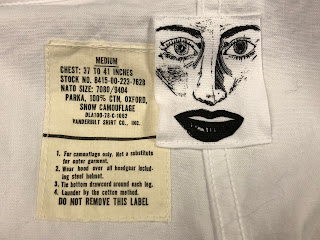 MEDIUM
CHEST: 37 TO 41 INCHES
STOCK NO. 8415-00-223-7628
NATO SIZE: 7080/9404
PARKA, 100% CTN, OXFORD,
SNOW CAMOUFLAGE
DLA100-78-C-1002
VANDERBILT SHIRT CO., INC.
1. For camouflage only. Not a substitute
for outer garment.
2. Wear hood over all headgear includ-
ing steel helmet.
3. Tie bottom drawcord around each leg.
4. Launder by the cotton method.
DO NOT REMOVE THIS LABEL